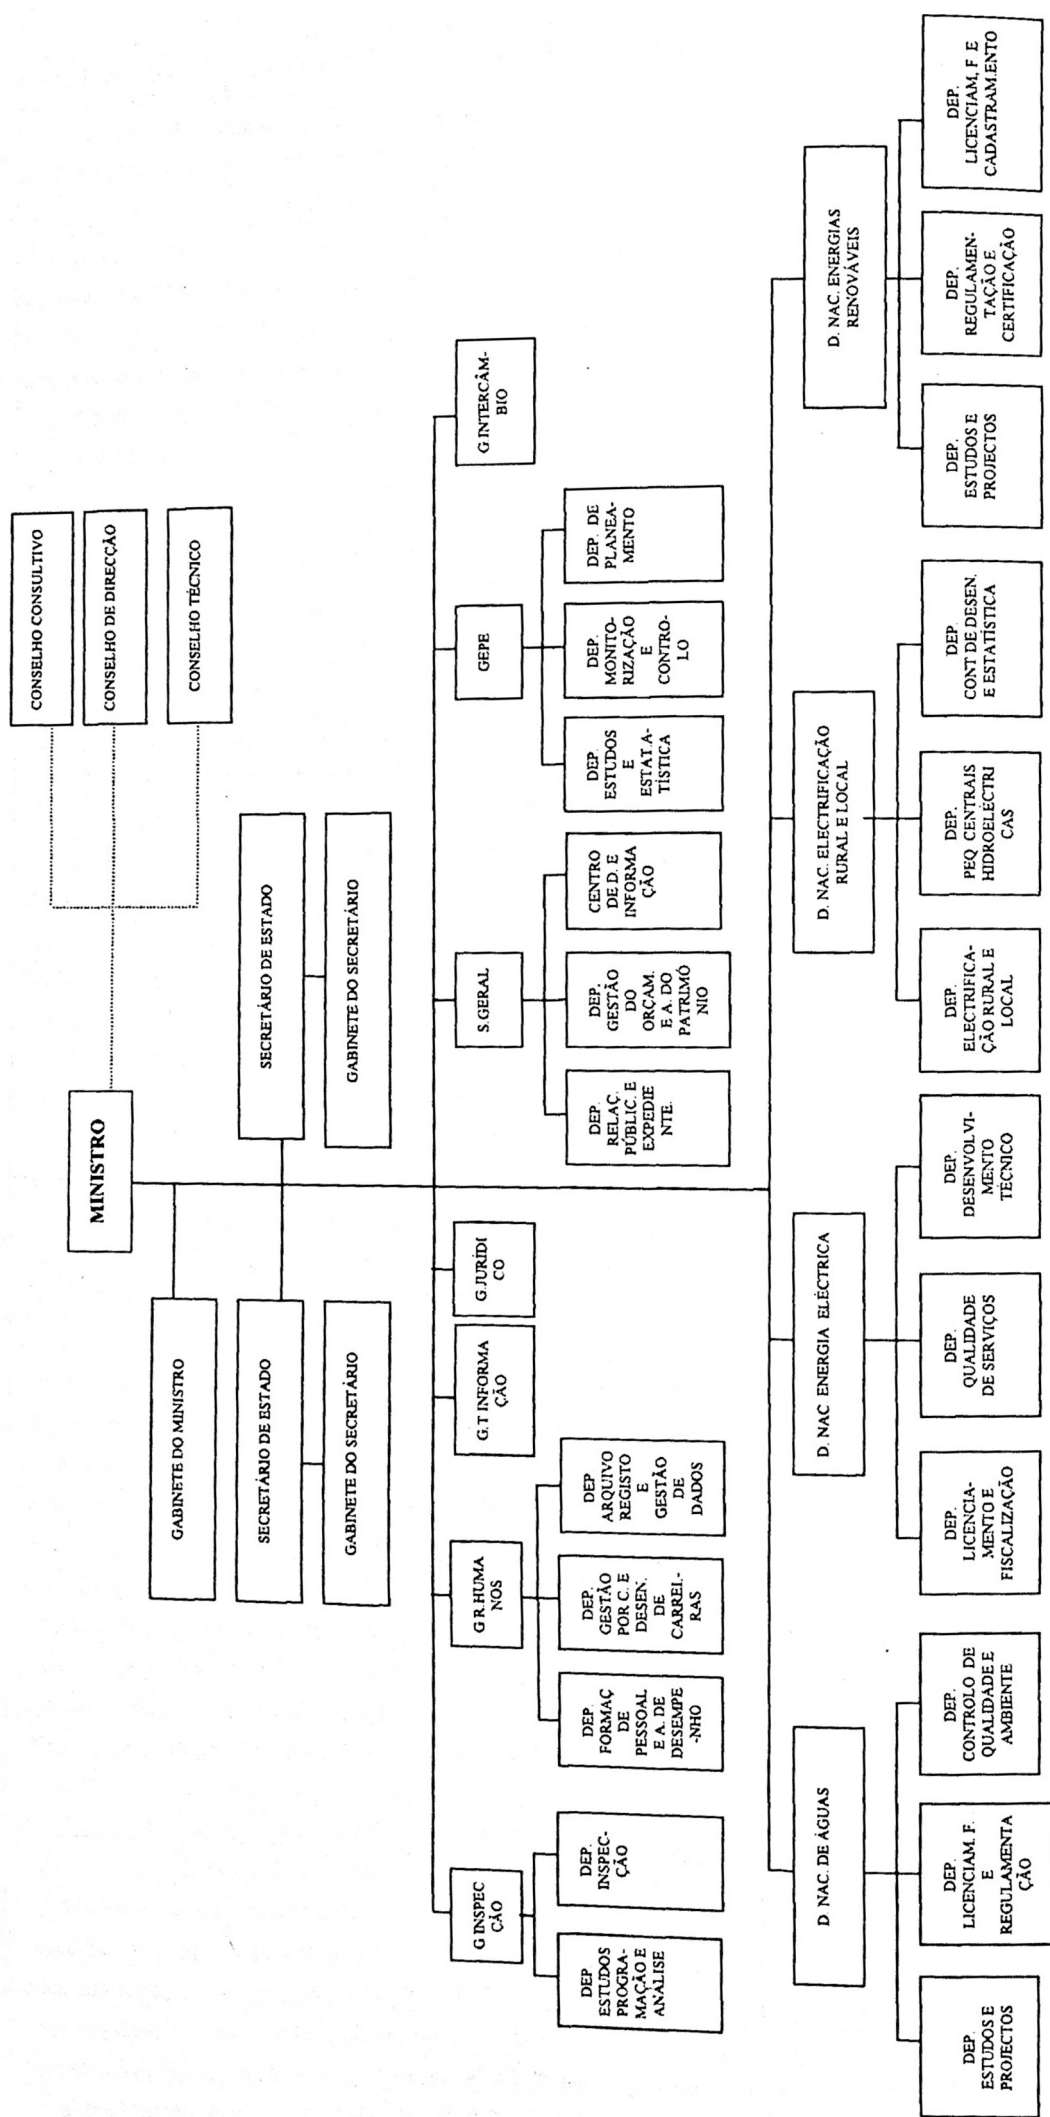 CONSELHO CONSULTIVO
CONSELHO DE DIRECÇÃO
CONSELHO TÉCNICO
MINISTRO
GABINETE DO MINISTRO
SECRETÁRIO DE ESTADO
GABINETE DO SECRETÁRIO
SECRETÁRIO DE ESTADO
GABINETE DO SECRETÁRIO
G INSPEC
ÇÃO
G R.HUMA
NOS
G.T INFORMA
ÇÃO
G.JURÍDI
CO
S.GERAL
GEPE
G INTERCÂM-
BIO
DEP
ESTUDOS
PROGRA-
MAÇÃO E
ANÁLISE
DEP.
INSPEC-
ÇÃO
DEP.
FORMAÇ
DE
PESSOAL
E A. DE
DESEMPE
-NHO
DEP.
GESTÃO
POR C. E
DESEN.
DE
CARREI.-
RAS
DEP
ARQUIVO
REGISTO
E
GESTÃO
DE
DADOS
DEP.
RELAÇ.
PÚBLIC. E
EXPEDIE
NTE.
DEP.
GESTÃO
DO
ORÇAM.
E A. DO
PATRIMÓ
NIO
CENTRO
DE D. E
INFORMA
ÇÃO
DEP.
ESTUDOS
E
ESTAT.A-
TÍSTICA
DEP.
MONITO-
RIZAÇÃO
E
CONTRO-
LO
DEP. DE
PLANEA-
MENTO
D. NAC. DE ÁGUAS
D. NAC ENERGIA ELÉCTRICA
D. NAC. ELECTRIFICAÇÃO
RURAL E LOCAL
D. NAC. ENERGIAS
RENOVÁVEIS
DEP.
ESTUDOS E
PROJECTOS
DEP.
LICENCIAM. F.
E
REGULAMENTA
ÇÃO
DEP.
CONTROLO DE
QUALIDADE E
AMBIENTE
DEP.
LICENCIA-
MENTO E
FISCALIZAÇÃO
DEP.
QUALIDADE
DE SERVIÇOS
DEP.
DESENVOLVI-
MENTO
TÉCNICO
DEP.
ELECTRIFICA-
ÇÃO RURAL E
LOCAL
DEP.
PEQ CENTRAIS
HIDROELÉCTRI
CAS
DEP.
CONT DE DESEN.
E ESTATÍSTICA
DEP.
ESTUDOS E
PROJECTOS
DEP.
REGULAMEN-
TAÇÃO E
CERTIFICAÇÃO
DEP.
LICENCIAM, F E
CADASTRAMENTO